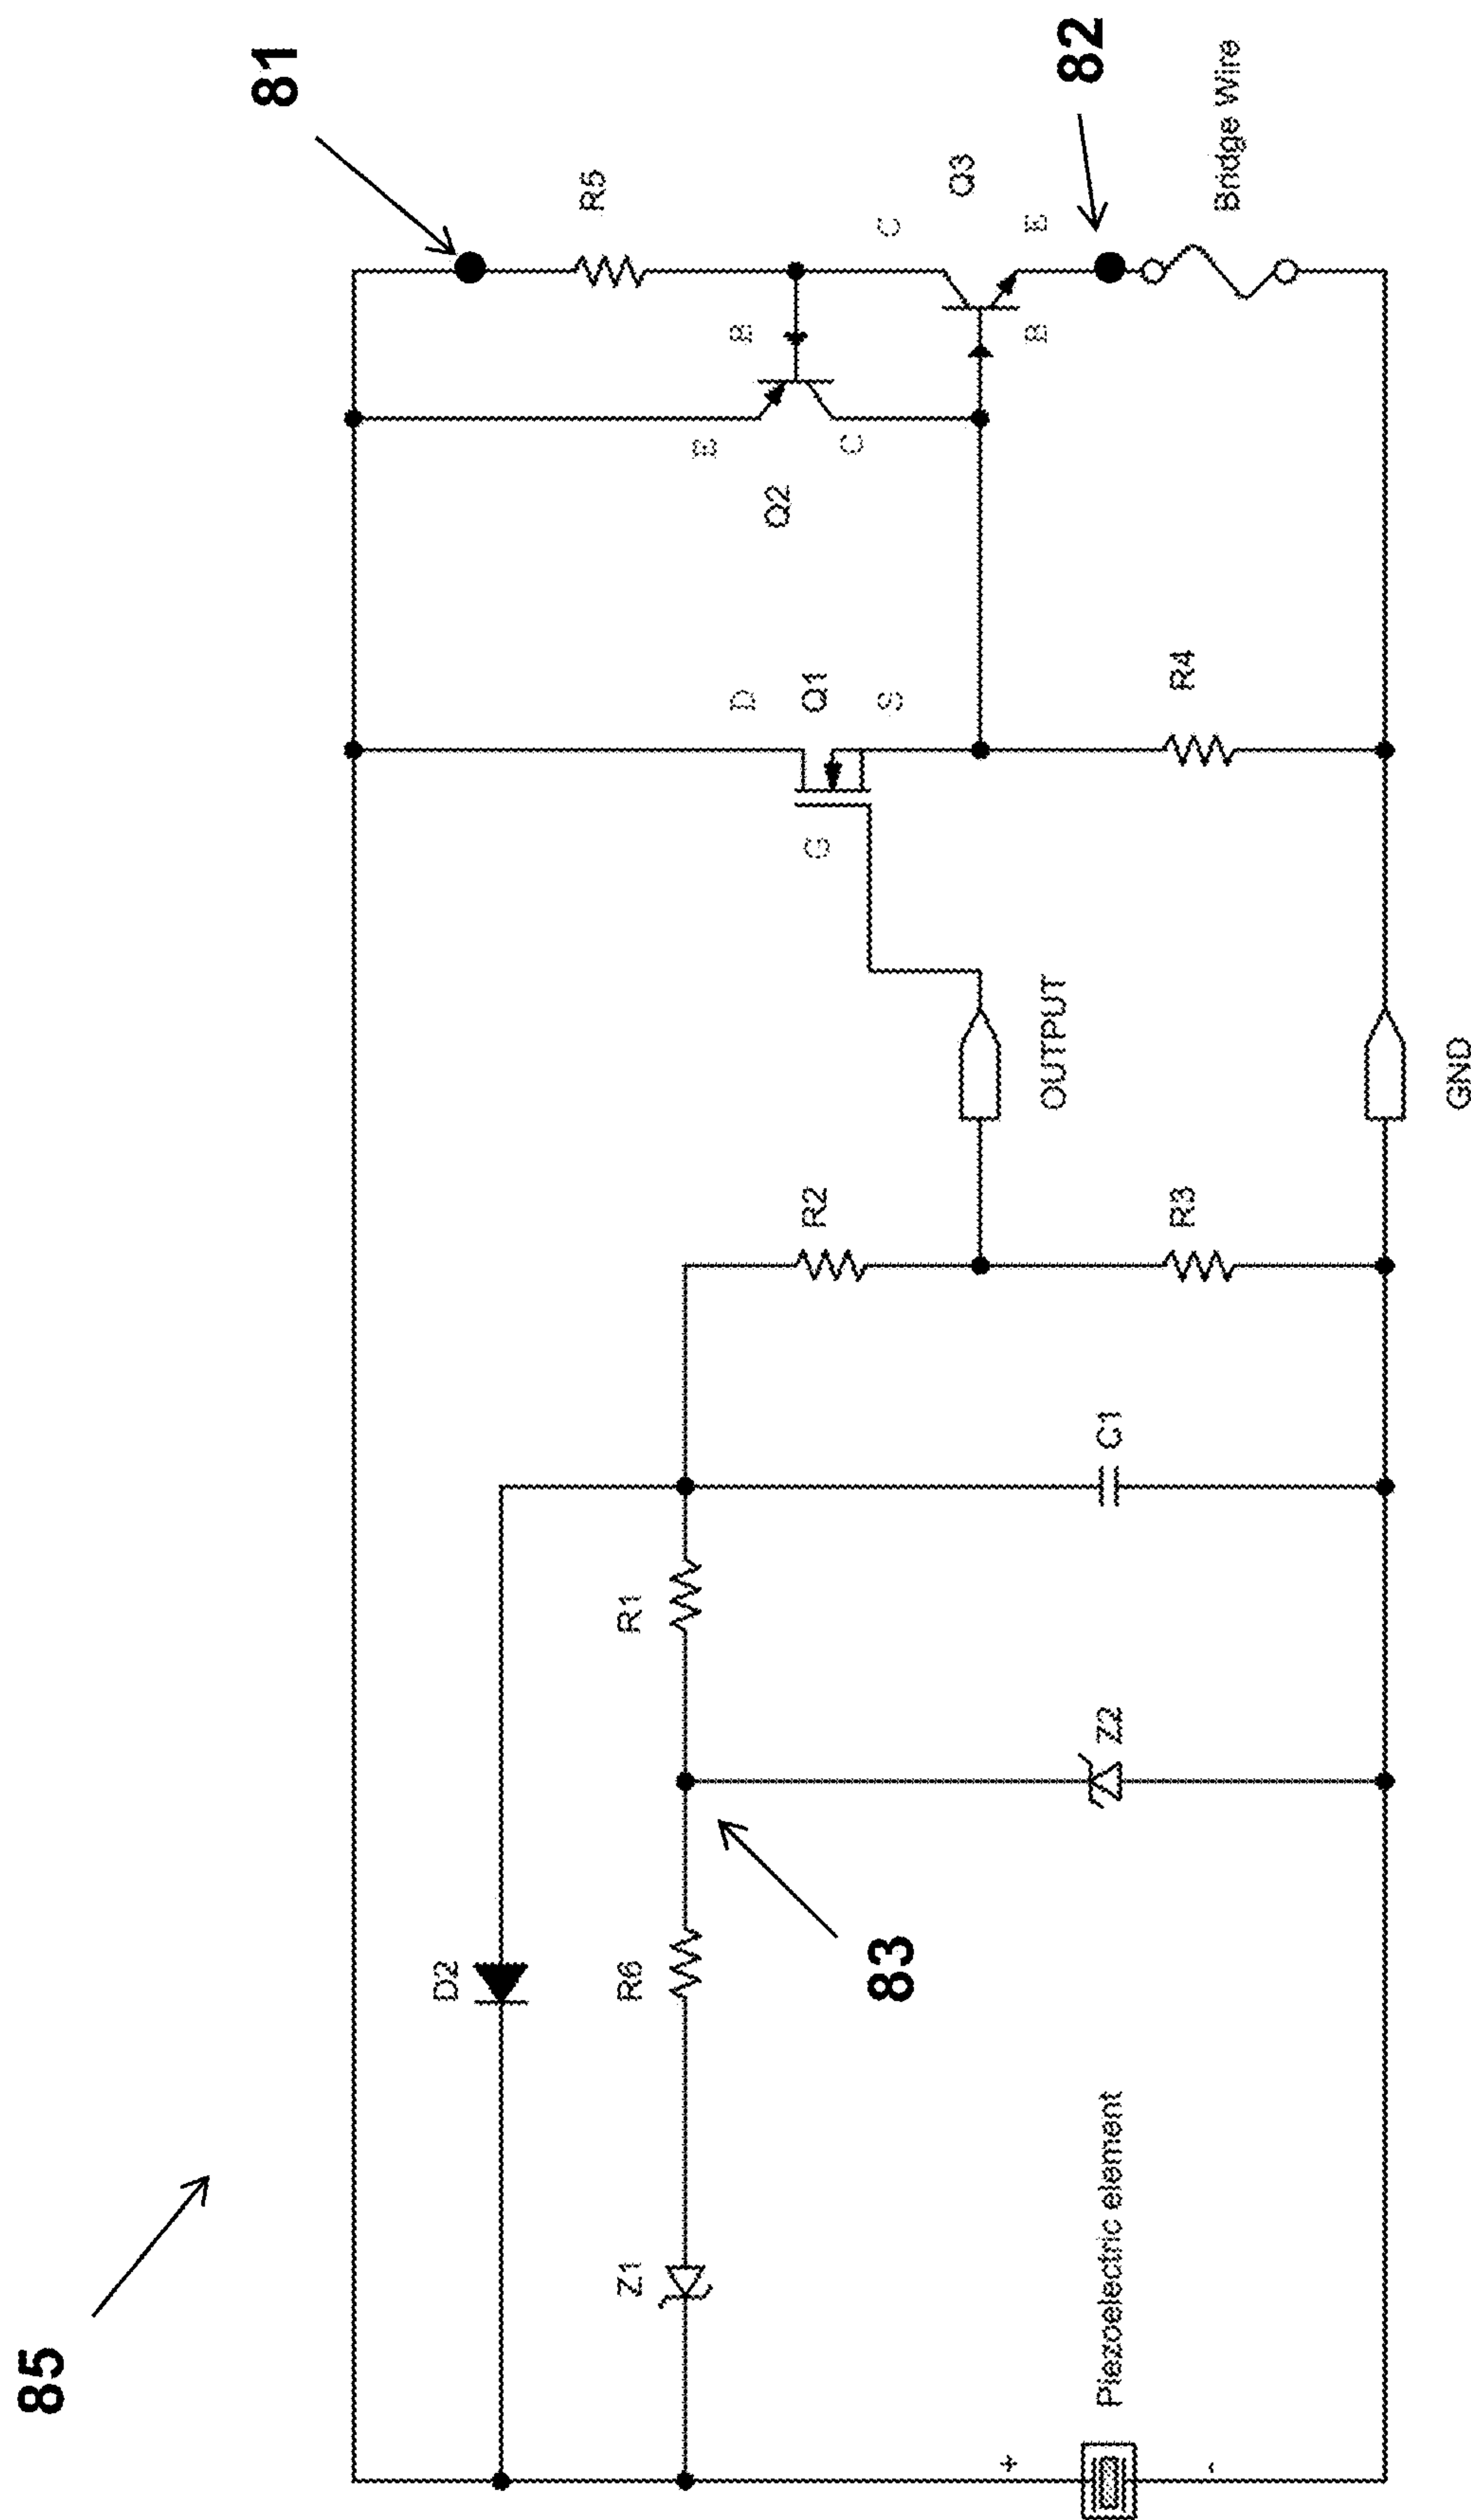 85
81
82
83
D2
Z1
R6
R1
Z2
C1
R2
R3
OUTPUT
GND
D
Q1
S
G
R4
Q2
E
B
C
R5
Q3
C
B
E
Bridge Wire
Piezoelectric element
+
-